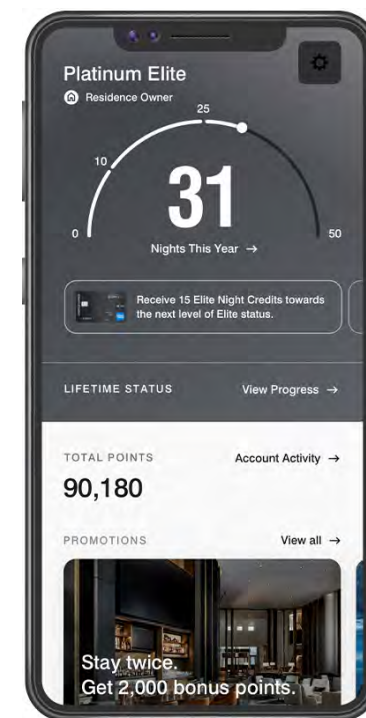 Platinum Elite
Residence Owner
25
10
31
0
50
Nights This Year →
Receive 15 Elite Night Credits towards
the next level of Elite status.
LIFETIME STATUS View Progress →
TOTAL POINTS Account Activity →
90,180
PROMOTIONS View all →
Stay twice.
Get 2,000 bonus points.